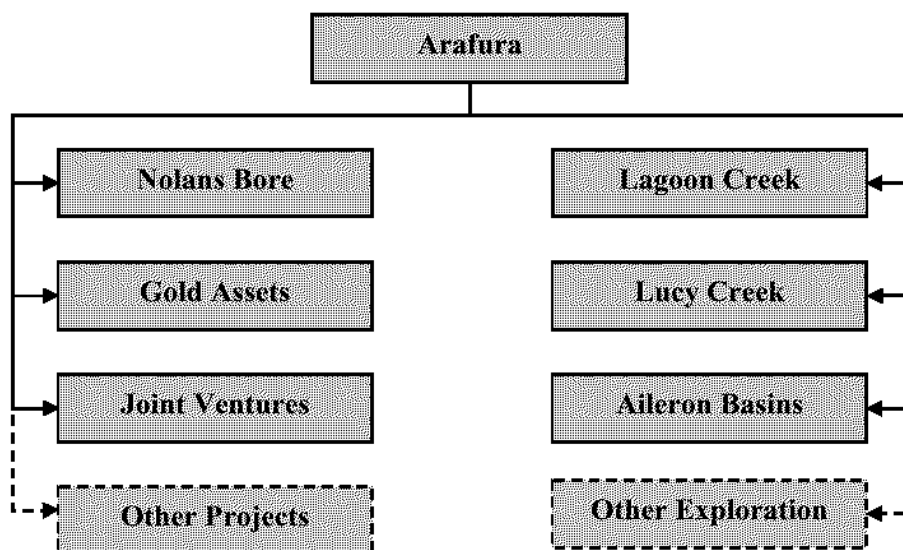 Arafura
Nolans Bore
Lagoon Creek
Gold Assets
Lucy Creek
Joint Ventures
Aileron Basins
Other Projects
Other Exploration